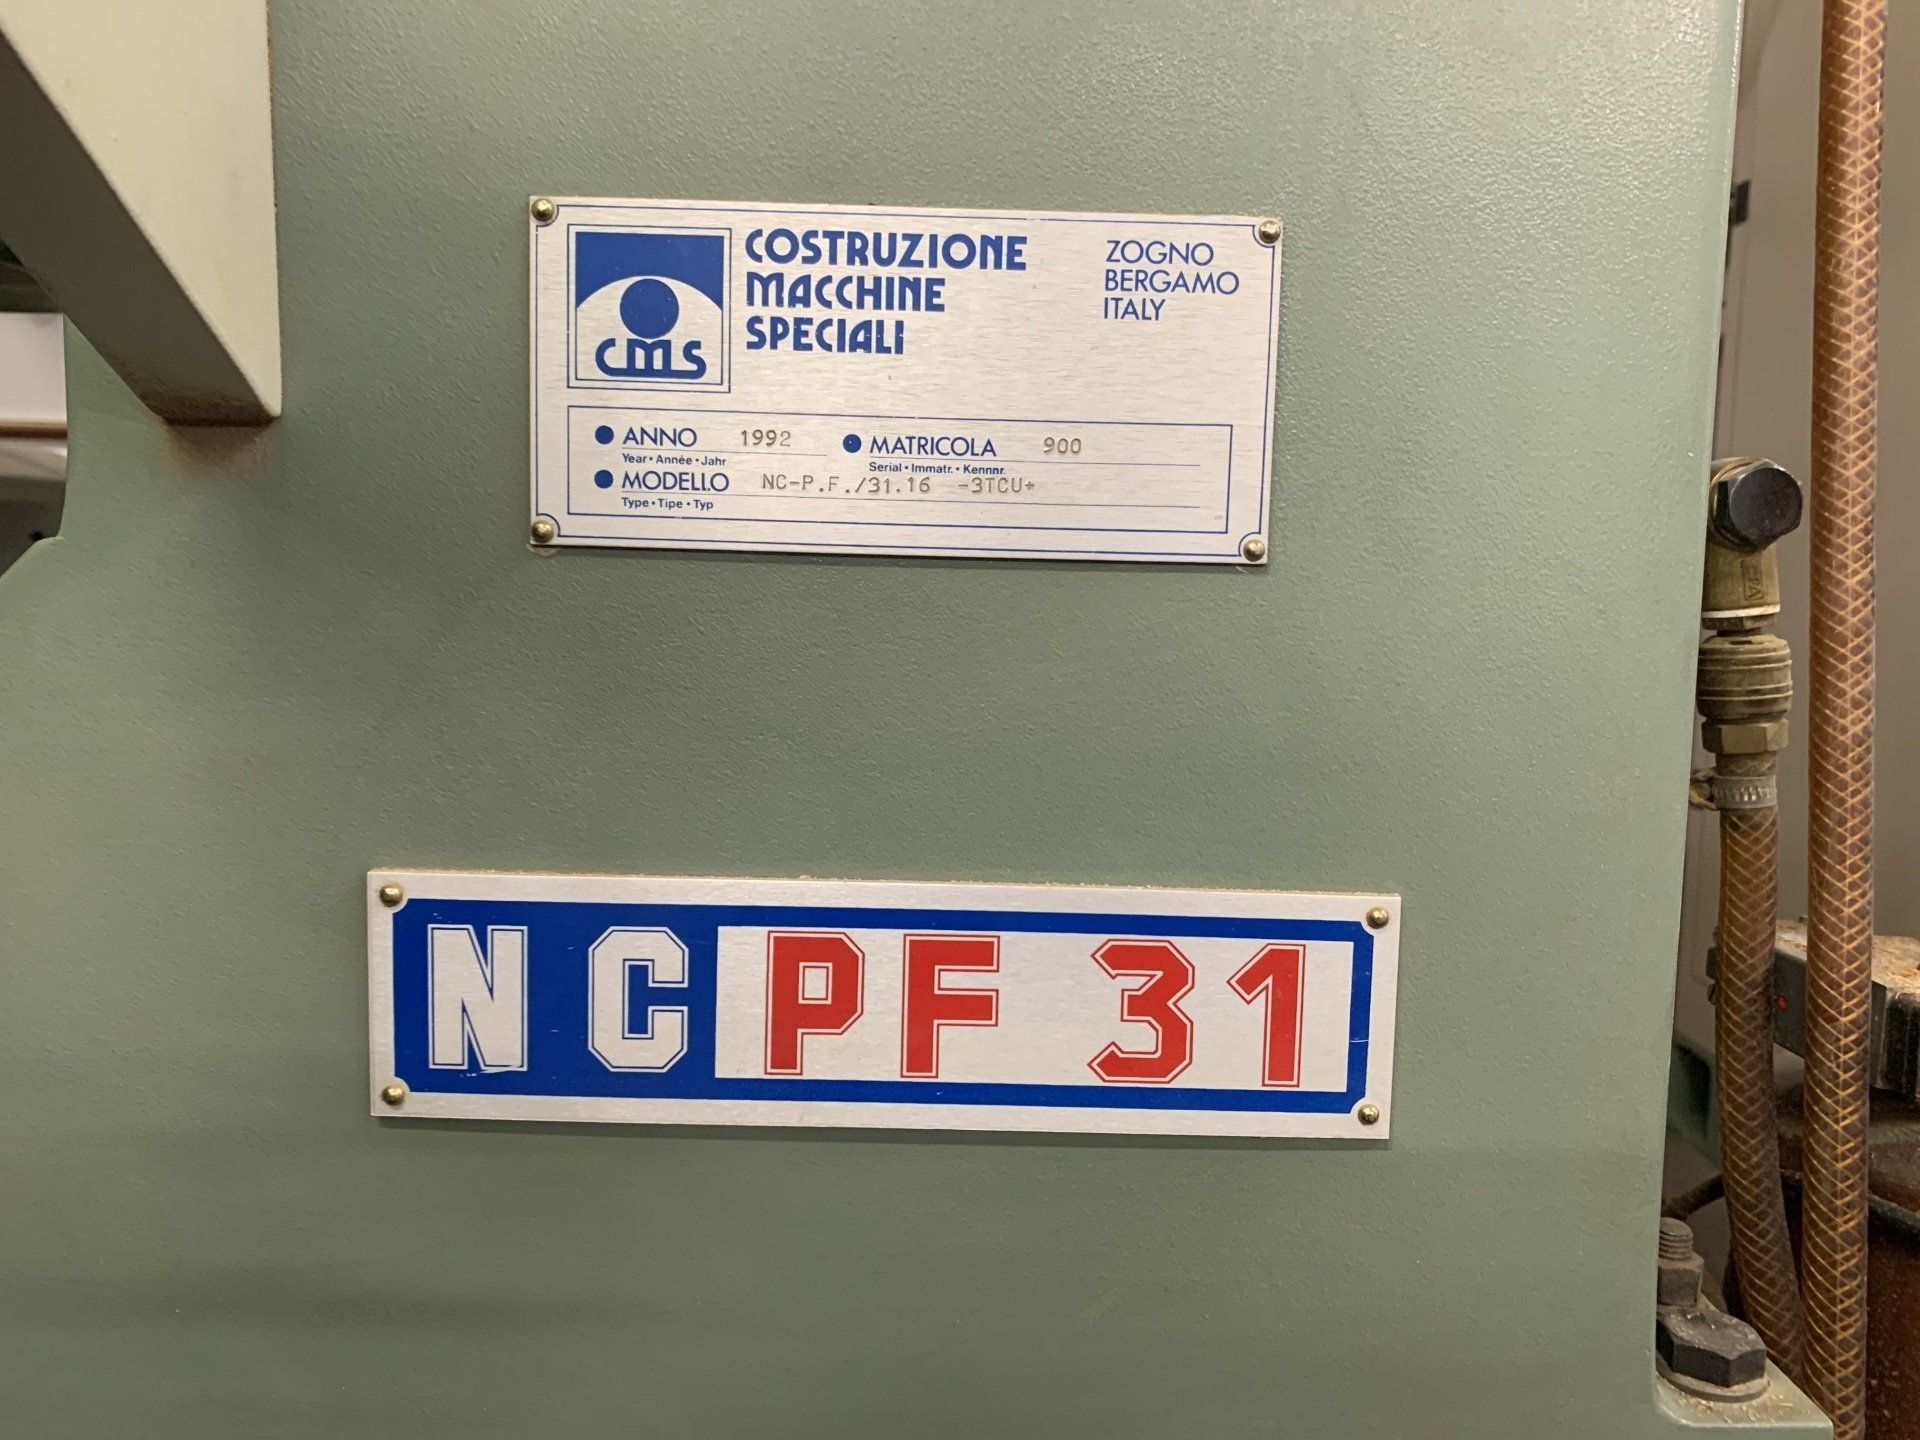 cms
COSTRUZIONE
MACCHINE
SPECIALI
ZOGNO
BERGAMO
ITALY
ANNO 1992
Year • Année • Jahr
MATRICOLA 900
Serial • Immatr. • Kennnr.
MODELLO NC-P.F./31.16 -3TCU+
Type • Tipe • Typ
NC PF 31